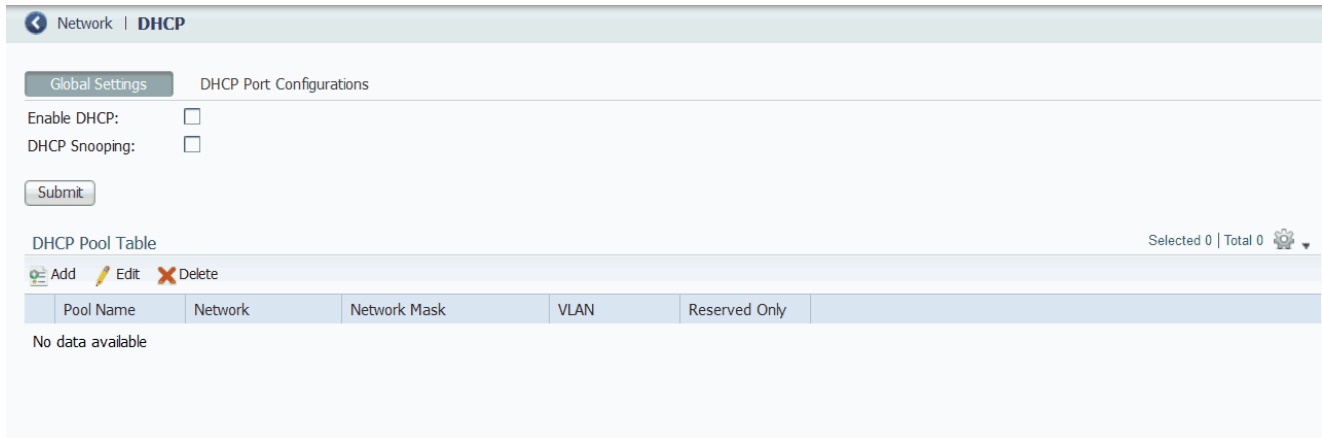 Network | DHCP
Global Settings DHCP Port Configurations
Enable DHCP:
DHCP Snooping:
Submit
DHCP Pool Table Selected 0 | Total 0
Add Edit Delete
Pool Name Network Network Mask VLAN Reserved Only
No data available